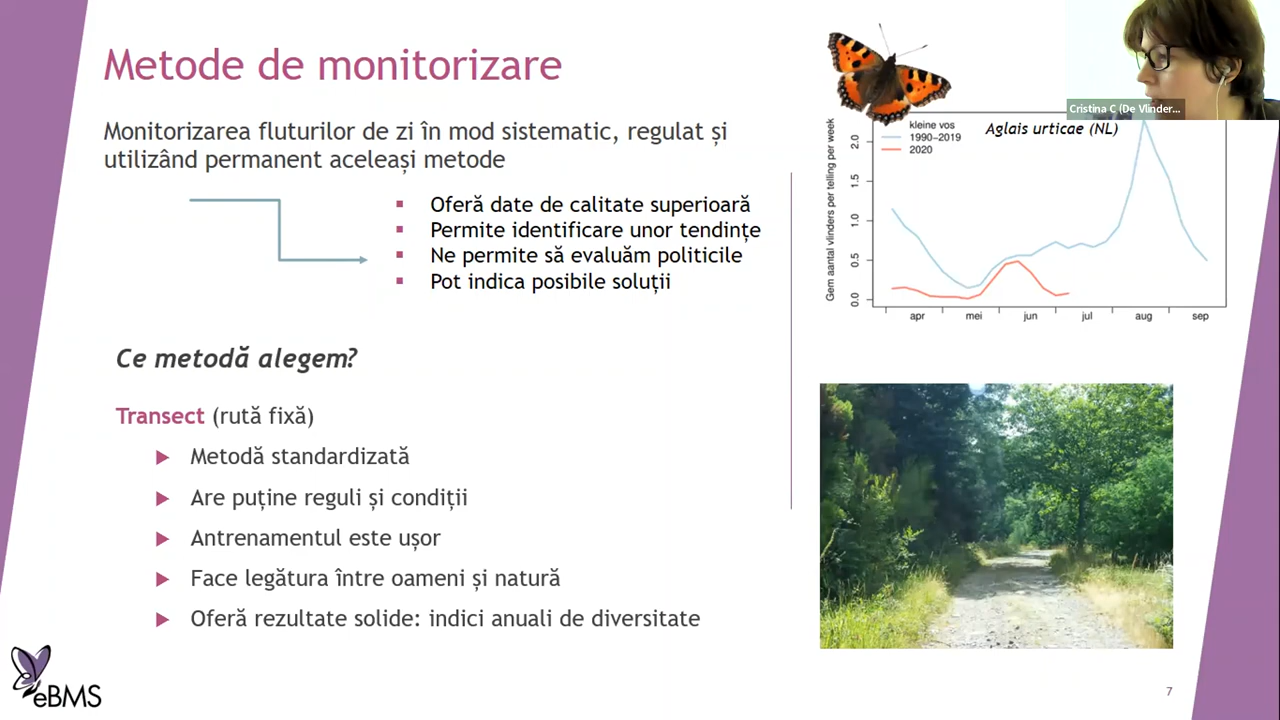 Metode de monitorizare
Monitorizarea fluturilor de zi în mod sistematic, regulat și
utilizând permanent aceleași metode
Oferă date de calitate superioară
Permite identificare unor tendințe
Ne permite să evaluăm politicile
Pot indica posibile soluții
Ce metodă alegem?
Transect (rută fixă)
Metodă standardizată
Are puține reguli și condiții
Antrenamentul este ușor
Face legătura între oameni și natură
Oferă rezultate solide: indici anuali de diversitate
eBMS
Cristina C (De Vlinder...
Aglais urticae (NL)
kleine vos
1990–2019
2020
Gem aantal vlinders per telling per week
2.0
1.5
1.0
0.5
0.0
apr mei jun jul aug sep
7